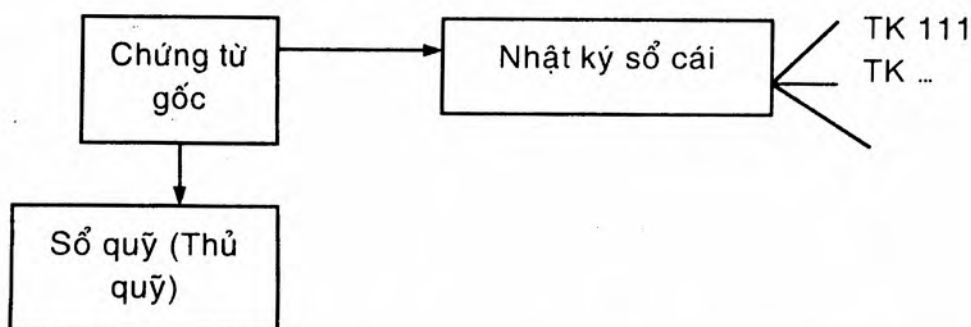 Chứng từ
gốc
Nhật ký sổ cái
TK 111
TK ...
Sổ quỹ (Thủ
quỹ)